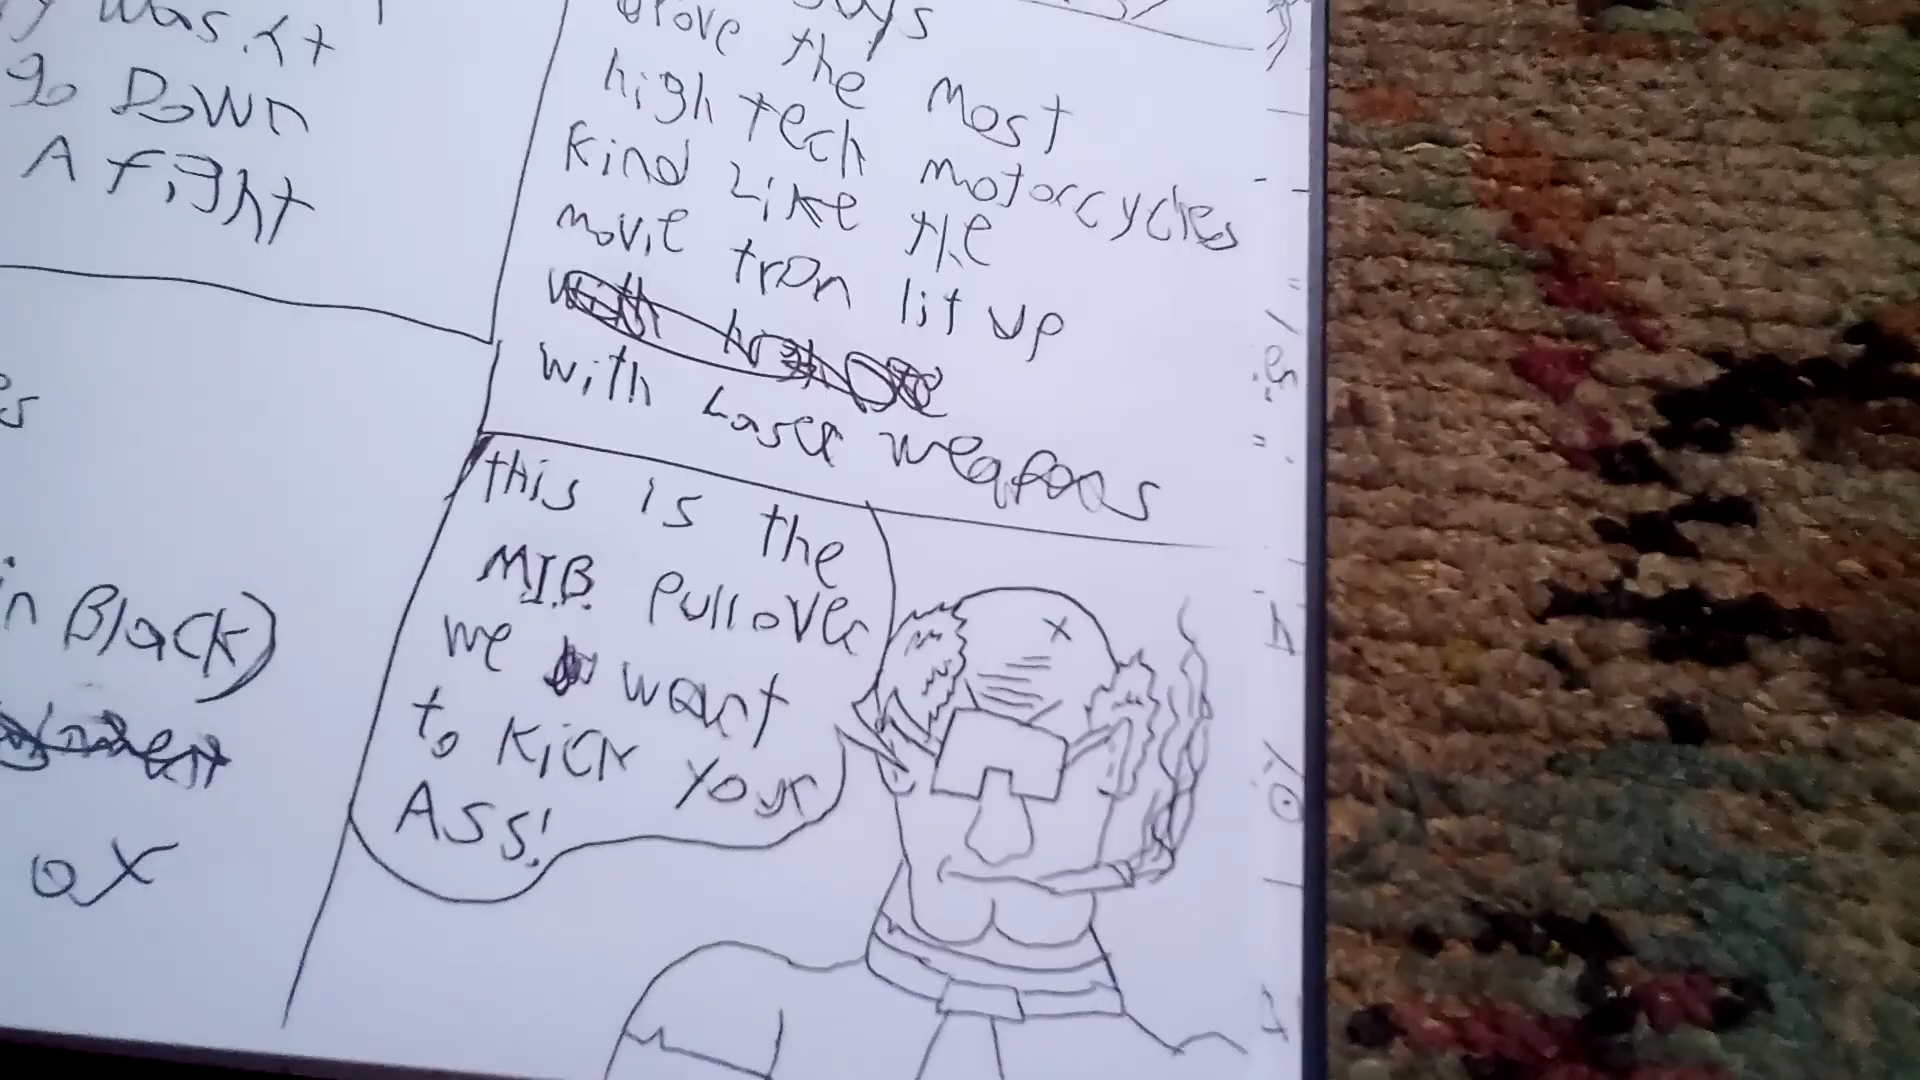 was.it
go Down
A fight
in Black)
ox
drove the most
high tech motorcycles
kind Like the
movie tron lit up
with Laser weapons
this is the
M.I.B. pullover
we want
to kick your
ASS!